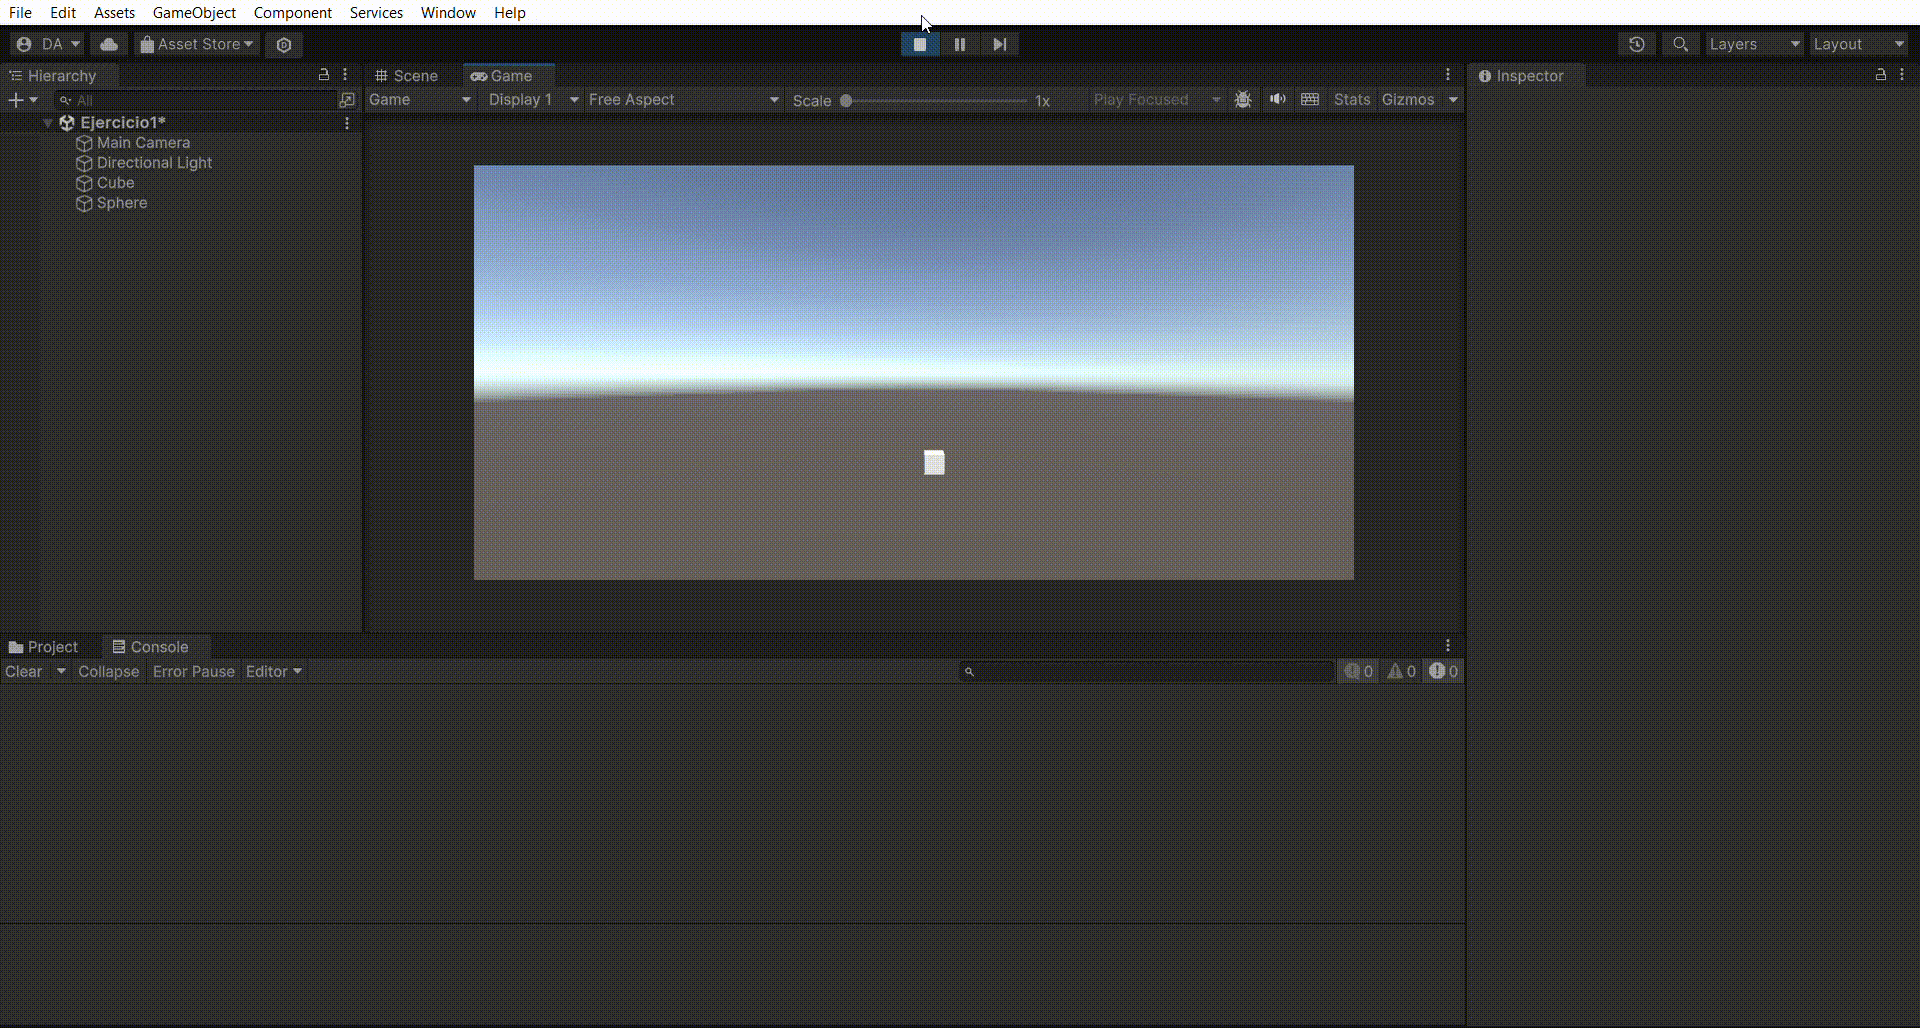 File Edit Assets GameObject Component Services Window Help
DA Asset Store Layers Layout
Hierarchy Scene Game Inspector
All Game Display 1 Free Aspect Scale 1x Play Focused Stats Gizmos
Ejercicio1*
Main Camera
Directional Light
Cube
Sphere
Project Console
Clear Collapse Error Pause Editor 0 0 0